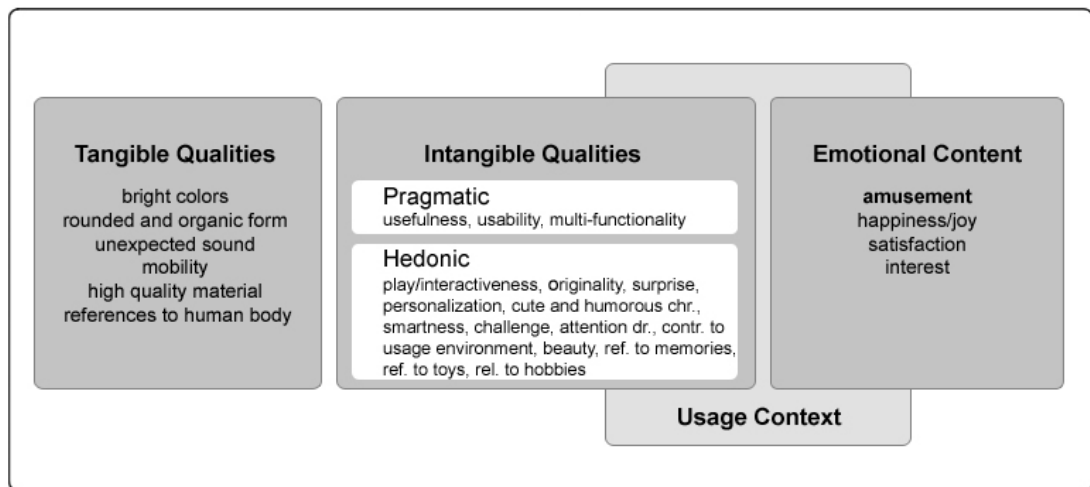 Tangible Qualities
bright colors
rounded and organic form
unexpected sound
mobility
high quality material
references to human body
Intangible Qualities
Pragmatic
usefulness, usability, multi-functionality
Hedonic
play/interactiveness, originality, surprise,
personalization, cute and humorous chr.,
smartness, challenge, attention dr., contr. to
usage environment, beauty, ref. to memories,
ref. to toys, rel. to hobbies
Emotional Content
amusement
happiness/joy
satisfaction
interest
Usage Context